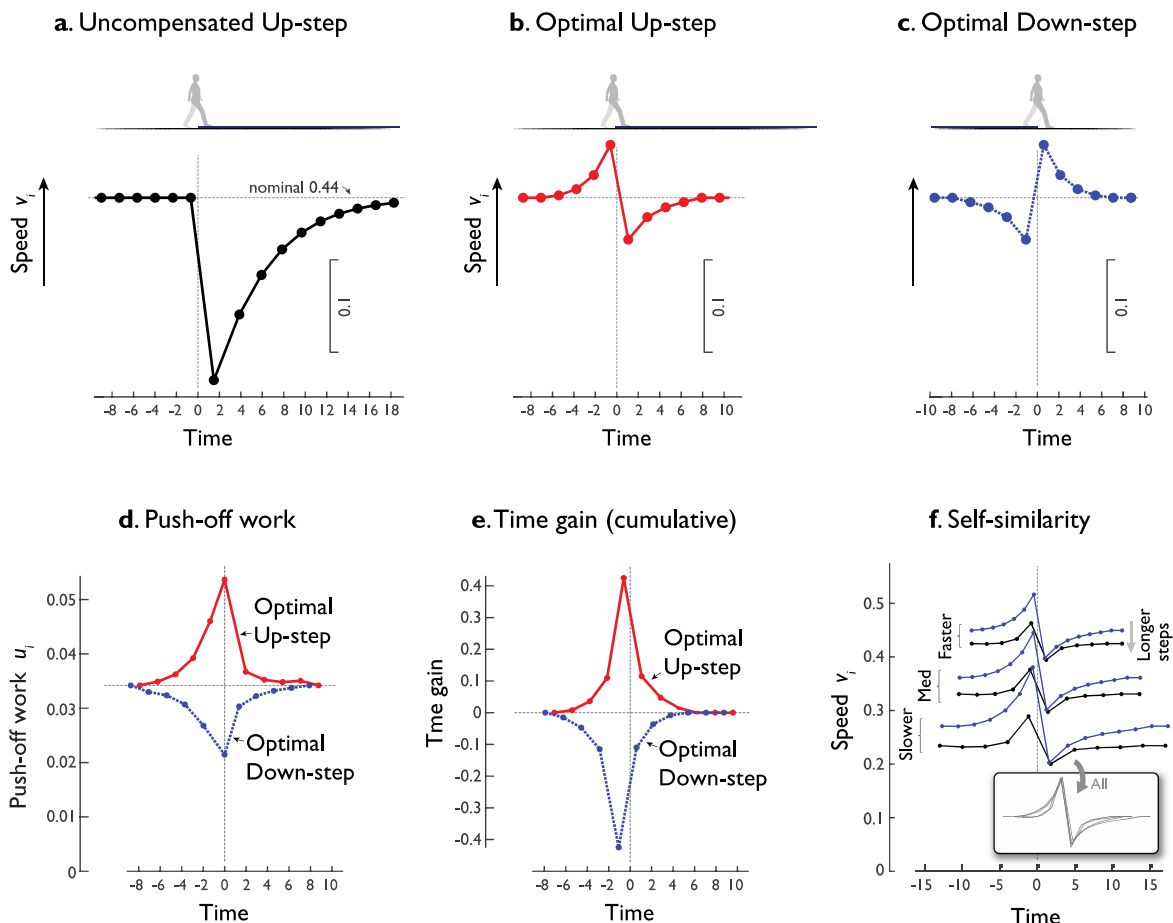 a. Uncompensated Up-step
b. Optimal Up-step
c. Optimal Down-step
Speed v_i
nominal 0.44
0.1
-8 -6 -4 -2 0 2 4 6 8 10 12 14 16 18
Time
Speed v_i
0.1
-8 -6 -4 -2 0 2 4 6 8 10
Time
0.1
-10 -8 -6 -4 -2 0 2 4 6 8 10
Time
d. Push-off work
Push-off work u_i
0.05
0.04
0.03
0.02
0.01
0
Optimal
Up-step
Optimal
Down-step
-8 -6 -4 -2 0 2 4 6 8 10
Time
e. Time gain (cumulative)
Tme gain
0.4
0.3
0.2
0.1
0
-0.1
-0.2
-0.3
-0.4
Optimal
Up-step
Optimal
Down-step
-8 -6 -4 -2 0 2 4 6 8 10
Time
f. Self-similarity
Speed v_i
0.5
0.4
0.3
0.2
0.1
0
Faster
Med
Slower
Longer
steps
All
-15 -10 -5 0 5 10 15
Time